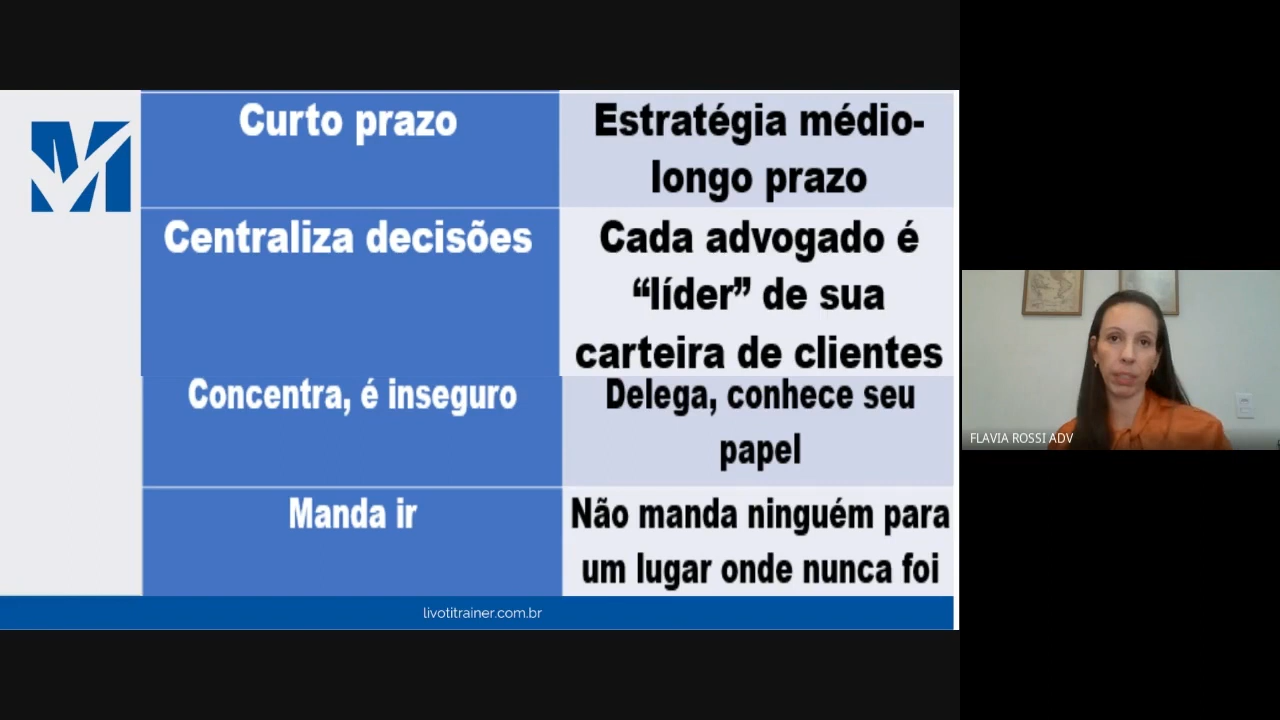 Curto prazo
Estratégia médio-
longo prazo
Centraliza decisões
Cada advogado é
“líder” de sua
carteira de clientes
Concentra, é inseguro
Delega, conhece seu
papel
Manda ir
Não manda ninguém para
um lugar onde nunca foi
livotitrainer.com.br
FLAVIA ROSSI ADV